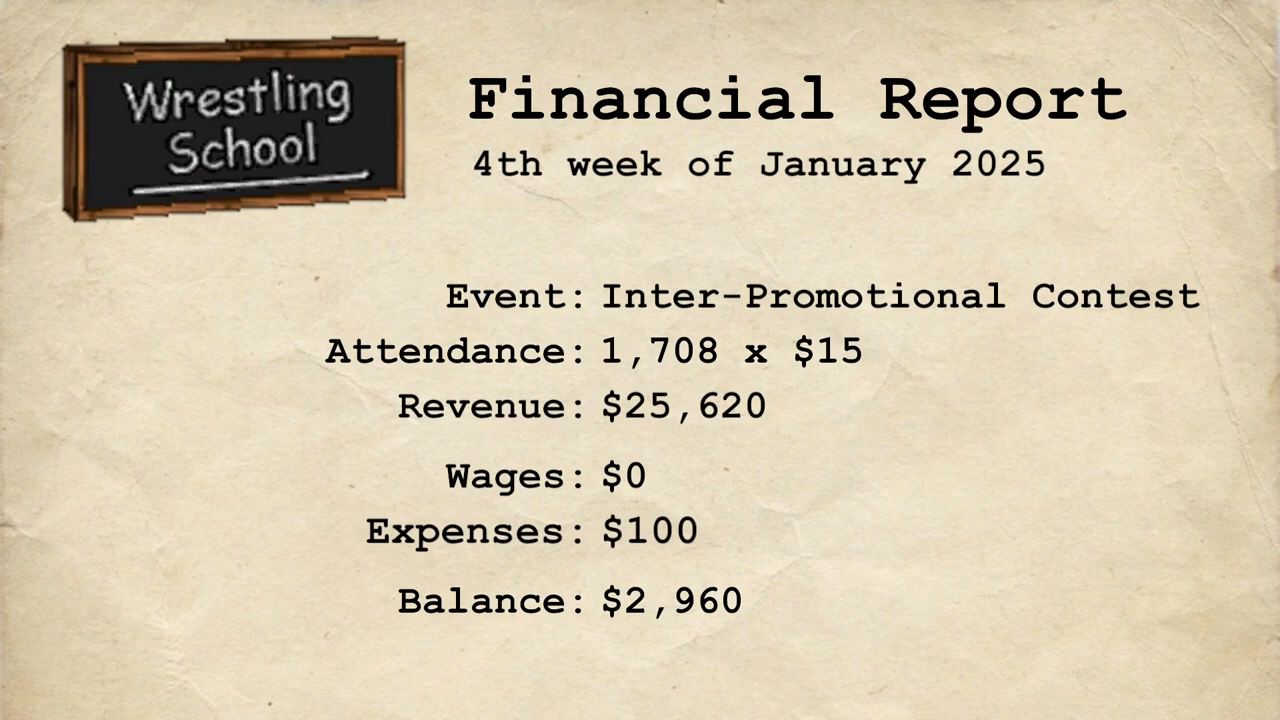 Wrestling
School
Financial Report
4th week of January 2025
Event: Inter-Promotional Contest
Attendance: 1,708 x $15
Revenue: $25,620
Wages: $0
Expenses: $100
Balance: $2,960